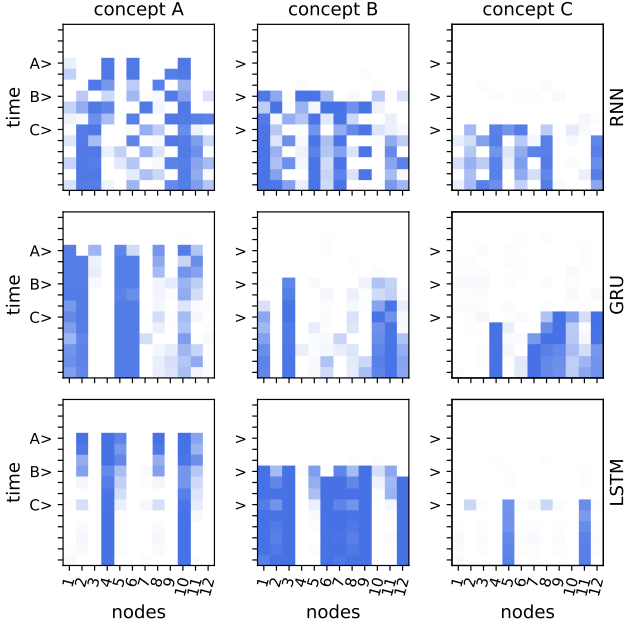 concept A concept B concept C
time A> B> C> > > > > > > RNN
time A> B> C> > > > > > > GRU
time A> B> C> > > > > > > LSTM
1 2 3 4 5 6 7 8 9 10 11 12 1 2 3 4 5 6 7 8 9 10 11 12 1 2 3 4 5 6 7 8 9 10 11 12
nodes nodes nodes